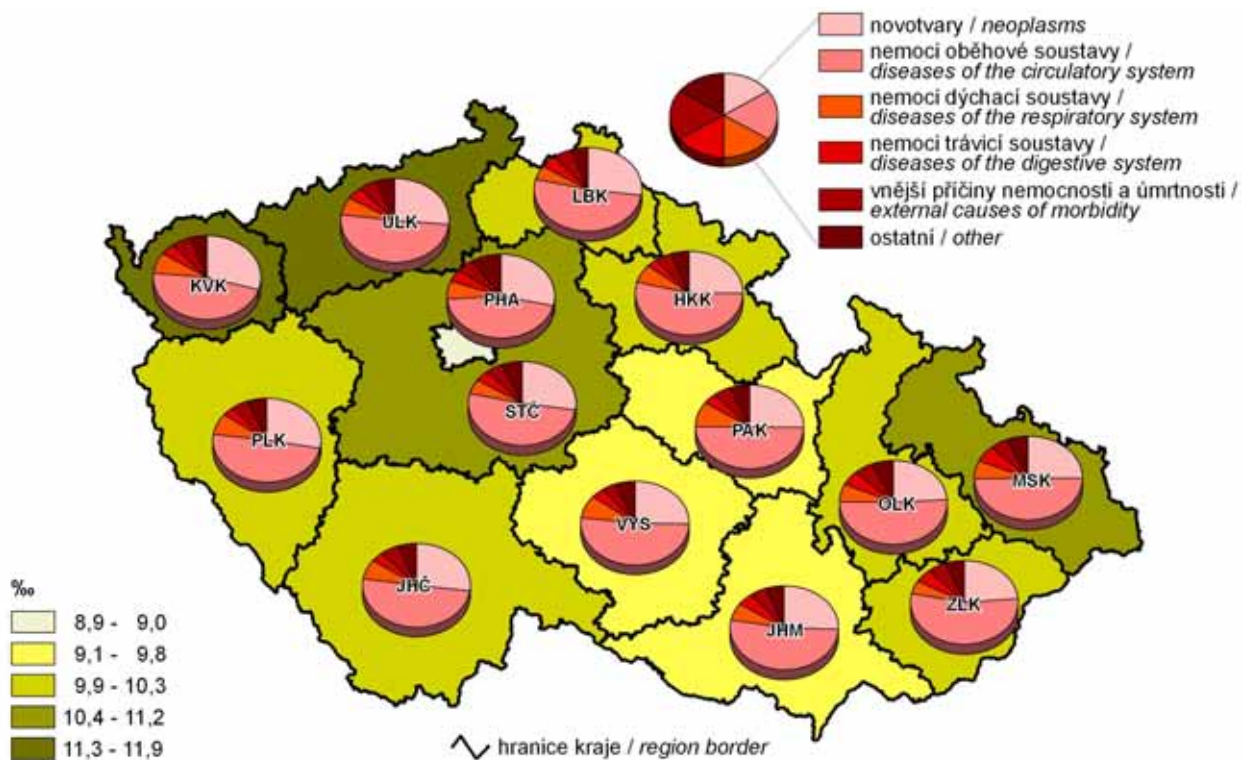 novotvary / neoplasms
nemoci oběhové soustavy /
diseases of the circulatory system
nemoci dýchací soustavy /
diseases of the respiratory system
nemoci trávicí soustavy /
diseases of the digestive system
vnější příčiny nemocnosti a úmrtnosti /
external causes of morbidity
ostatní / other
LBK
ULK
KVK
PHA
HKK
STČ
PLK
PAK
MSK
OLK
VYS
JHČ
ZLK
JHM
‰
8,9 - 9,0
9,1 - 9,8
9,9 - 10,3
10,4 - 11,2
11,3 - 11,9
hranice kraje / region border